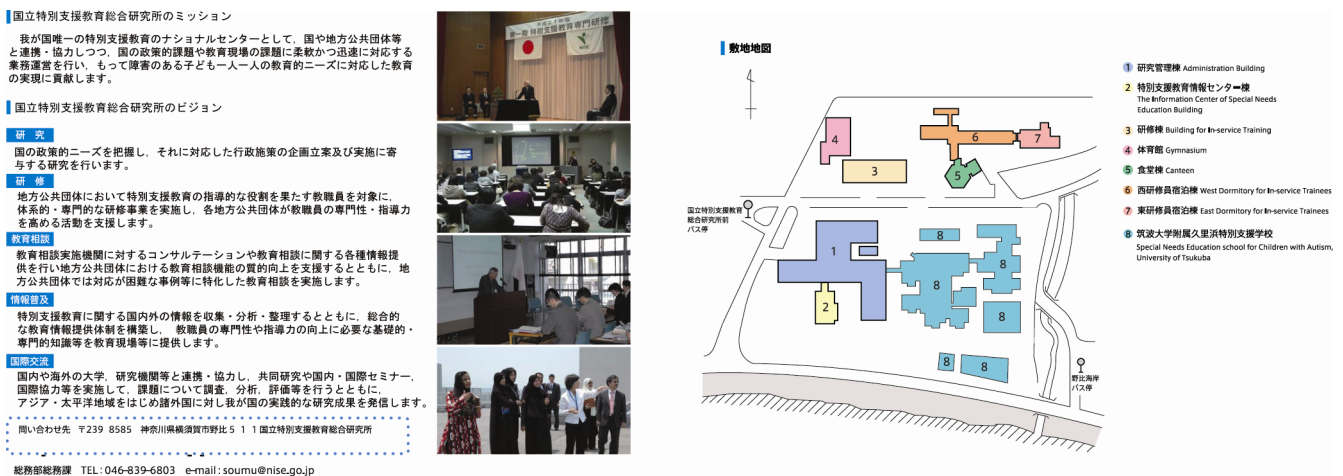 国立特別支援教育総合研究所のミッション
我が国唯一の特別支援教育のナショナルセンターとして，国や地方公共団体等
と連携・協力しつつ，国の政策的課題や教育現場の課題に柔軟かつ迅速に対応する
業務運営を行い，もって障害のある子ども一人一人の教育的ニーズに対応した教育
の実現に貢献します。
国立特別支援教育総合研究所のビジョン
研 究
国の政策的ニーズを把握し，それに対応した行政施策の企画立案及び実施に寄
与する研究を行います。
研 修
地方公共団体において特別支援教育の指導的な役割を果たす教職員を対象に，
体系的・専門的な研修事業を実施し，各地方公共団体が教職員の専門性・指導力
を高める活動を支援します。
教育相談
教育相談実施機関に対するコンサルテーションや教育相談に関する各種情報提
供を行い地方公共団体における教育相談機能の質的向上を支援するとともに，地
方公共団体では対応が困難な事例等に特化した教育相談を実施します。
情報普及
特別支援教育に関する国内外の情報を収集・分析・整理するとともに，総合的
な教育情報提供体制を構築し， 教職員の専門性や指導力の向上に必要な基礎的・
専門的知識等を教育現場等に提供します。
国際交流
国内や海外の大学，研究機関等と連携・協力し，共同研究や国内・国際セミナー，
国際協力等を実施して，課題について調査，分析，評価等を行うとともに，
アジア・太平洋地域をはじめ諸外国に対し我が国の実践的な研究成果を発信します。
問い合わせ先 〒239 8585 神奈川県横須賀市野比５１１国立特別支援教育総合研究所
総務部総務課 TEL：046-839-6803 e-mail：soumu@nise.go.jp
第一期 特別支援教育専門研修
敷地地図
4
3
6
7
5
国立特別支援教育
総合研究所前
バス停
1
2
8
8
8
8
8
8
野比海岸
バス停
1 研究管理棟 Administration Building
2 特別支援教育情報センター棟
The Information Center of Special Needs
Education Building
3 研修棟 Building for In-service Training
4 体育館 Gymnasium
5 食堂棟 Canteen
6 西研修員宿泊棟 West Dormitory for In-service Trainees
7 東研修員宿泊棟 East Dormitory for In-service Trainees
8 筑波大学附属久里浜特別支援学校
Special Needs Education school for Children with Autism,
University of Tsukuba